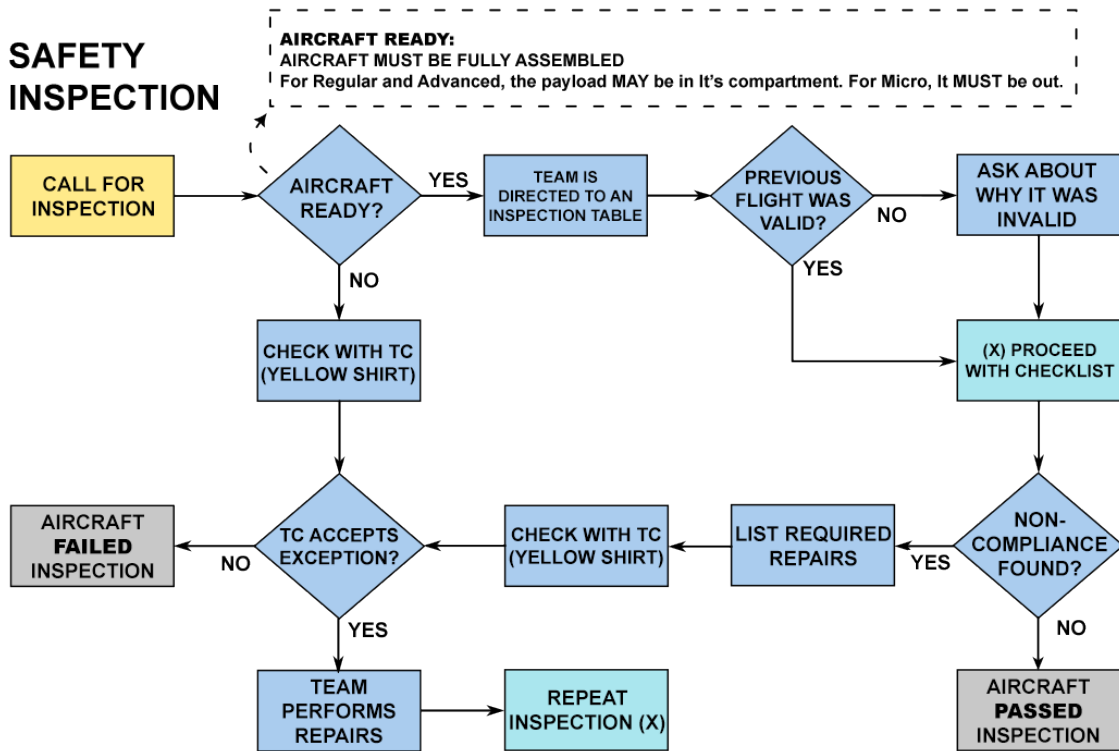 SAFETY
INSPECTION
AIRCRAFT READY:
AIRCRAFT MUST BE FULLY ASSEMBLED
For Regular and Advanced, the payload MAY be in It's compartment. For Micro, It MUST be out.
CALL FOR
INSPECTION
AIRCRAFT
READY?
YES
TEAM IS
DIRECTED TO AN
INSPECTION TABLE
PREVIOUS
FLIGHT WAS
VALID?
NO
ASK ABOUT
WHY IT WAS
INVALID
NO
YES
CHECK WITH TC
(YELLOW SHIRT)
(X) PROCEED
WITH CHECKLIST
AIRCRAFT
FAILED
INSPECTION
NO
TC ACCEPTS
EXCEPTION?
CHECK WITH TC
(YELLOW SHIRT)
LIST REQUIRED
REPAIRS
YES
NON-
COMPLIANCE
FOUND?
YES
NO
TEAM
PERFORMS
REPAIRS
REPEAT
INSPECTION (X)
AIRCRAFT
PASSED
INSPECTION